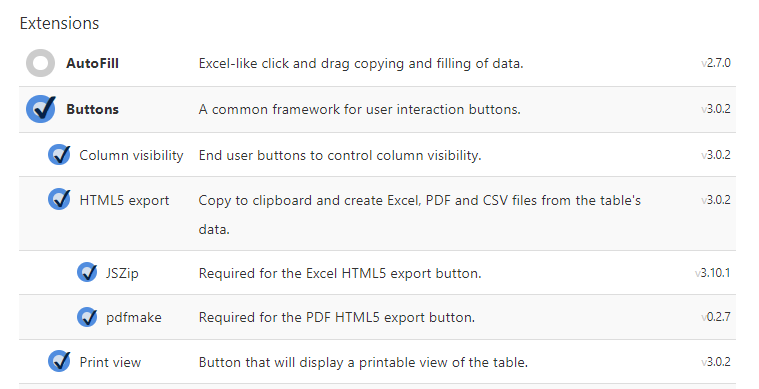 Extensions
AutoFill Excel-like click and drag copying and filling of data. v2.7.0
Buttons A common framework for user interaction buttons. v3.0.2
Column visibility End user buttons to control column visibility. v3.0.2
HTML5 export Copy to clipboard and create Excel, PDF and CSV files from the table's v3.0.2
data.
JSZip Required for the Excel HTML5 export button. v3.10.1
pdfmake Required for the PDF HTML5 export button. v0.2.7
Print view Button that will display a printable view of the table. v3.0.2